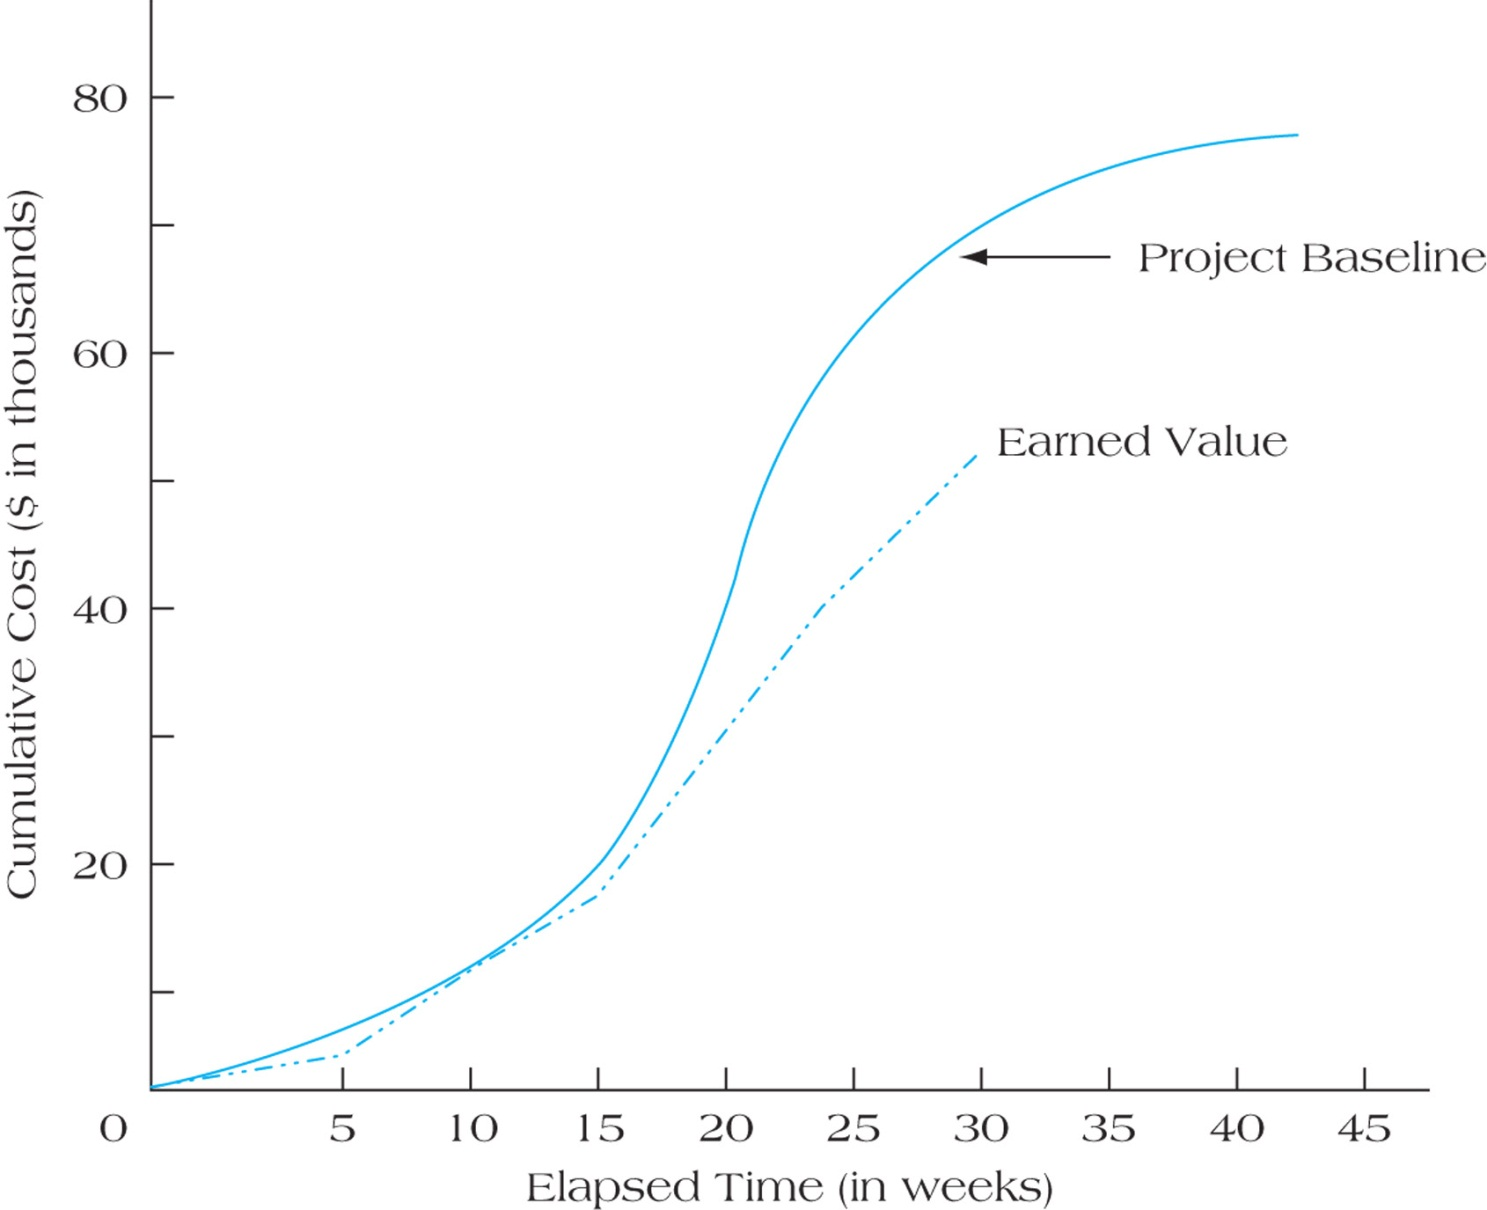 80
60
40
20
0
Cumulative Cost ($ in thousands)
Project Baseline
Earned Value
5 10 15 20 25 30 35 40 45
Elapsed Time (in weeks)